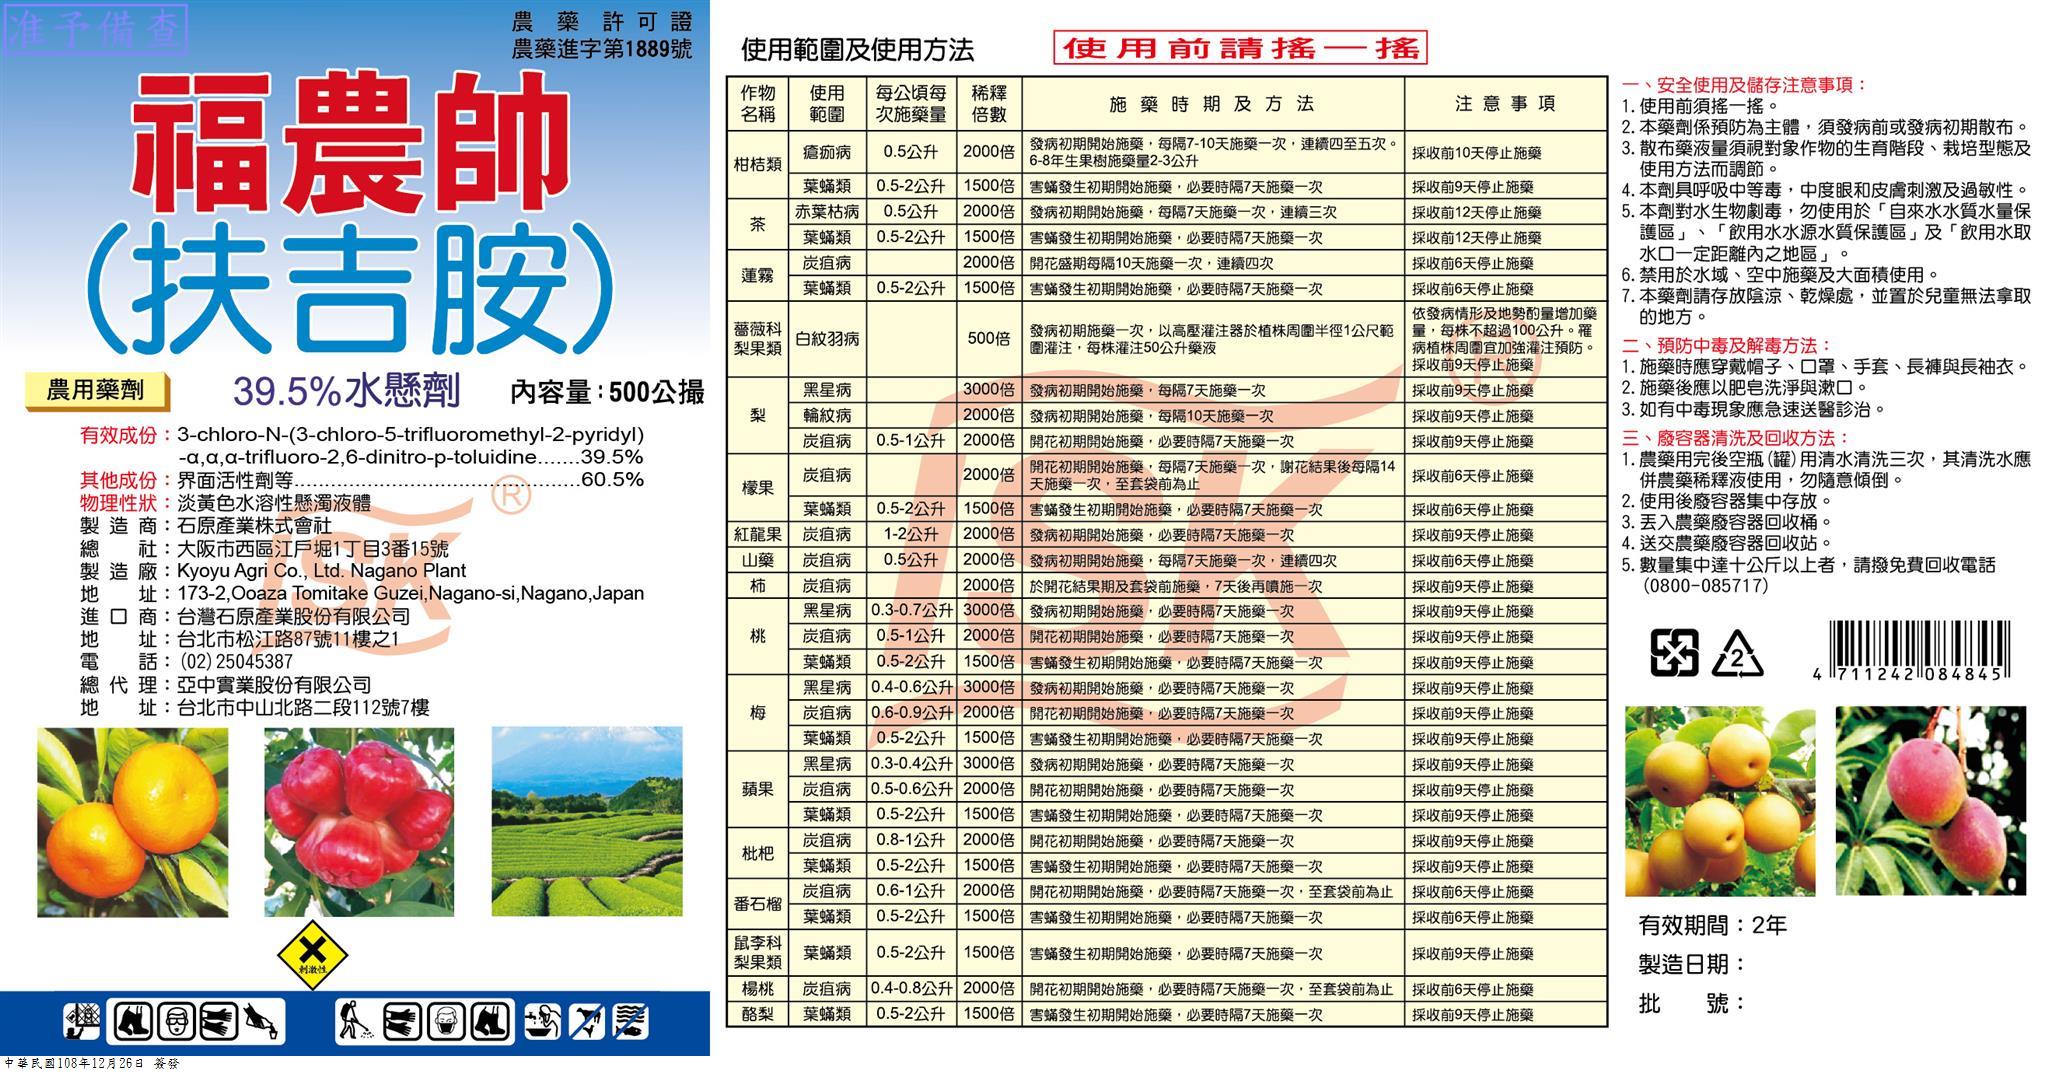 准予備查
農藥許可證
農藥進字第1889號
福農帥
(扶吉胺)
農用藥劑
39.5%水懸劑
內容量:500公撮
有效成份:3-chloro-N-(3-chloro-5-trifluoromethyl-2-pyridyl)
-α,α,α-trifluoro-2,6-dinitro-p-toluidine.......39.5%
其他成份:界面活性劑等...............................................60.5%
物理性狀:淡黃色水溶性懸濁液體
製造商:石原產業株式會社
總社:大阪市西區江戶堀1丁目3番15號
製造廠:Kyoyu Agri Co., Ltd. Nagano Plant
地址:173-2,Ooaza Tomitake Guzei,Nagano-si,Nagano,Japan
進口商:台灣石原產業股份有限公司
地址:台北市松江路87號11樓之1
電話:(02)25045387
總代理:亞中實業股份有限公司
地址:台北市中山北路二段112號7樓
ISK ®
刺激性
中華民國108年12月26日 簽發
使用範圍及使用方法
使用前請搖一搖
作物名稱 使用範圍 每公頃每次施藥量 稀釋倍數 施藥時期及方法 注意事項
柑桔類 瘡痂病 0.5公升 2000倍 發病初期開始施藥,每隔7-10天施藥一次,連續四至五次。6-8年生果樹施藥量2-3公升 採收前10天停止施藥
葉蟎類 0.5-2公升 1500倍 害蟎發生初期開始施藥,必要時隔7天施藥一次 採收前9天停止施藥
茶 赤葉枯病 0.5公升 2000倍 發病初期開始施藥,每隔7天施藥一次,連續三次 採收前12天停止施藥
葉蟎類 0.5-2公升 1500倍 害蟎發生初期開始施藥,必要時隔7天施藥一次 採收前12天停止施藥
蓮霧 炭疽病 2000倍 開花盛期每隔10天施藥一次,連續四次 採收前6天停止施藥
葉蟎類 0.5-2公升 1500倍 害蟎發生初期開始施藥,必要時隔7天施藥一次 採收前6天停止施藥
薔薇科梨果類 白紋羽病 500倍 發病初期施藥一次,以高壓灌注器於植株周圍半徑1公尺範圍灌注,每株灌注50公升藥液 依發病情形及地勢酌量增加藥量,每株不超過100公升。罹病植株周圍宜加強灌注預防。採收前9天停止施藥
梨 黑星病 3000倍 發病初期開始施藥,每隔7天施藥一次 採收前9天停止施藥
輪紋病 2000倍 發病初期開始施藥,每隔10天施藥一次 採收前9天停止施藥
炭疽病 0.5-1公升 2000倍 開花初期開始施藥,必要時隔7天施藥一次 採收前9天停止施藥
檬果 炭疽病 2000倍 開花初期開始施藥,每隔7天施藥一次,謝花結果後每隔14天施藥一次,至套袋前為止 採收前6天停止施藥
葉蟎類 0.5-2公升 1500倍 害蟎發生初期開始施藥,必要時隔7天施藥一次 採收前6天停止施藥
紅龍果 炭疽病 1-2公升 2000倍 發病初期開始施藥,必要時隔7天施藥一次 採收前9天停止施藥
山藥 炭疽病 0.5公升 2000倍 發病初期開始施藥,每隔7天施藥一次,連續四次 採收前6天停止施藥
柿 炭疽病 2000倍 於開花結果期及套袋前施藥,7天後再噴施一次 採收前9天停止施藥
桃 黑星病 0.3-0.7公升 3000倍 發病初期開始施藥,必要時隔7天施藥一次 採收前9天停止施藥
炭疽病 0.5-1公升 2000倍 開花初期開始施藥,必要時隔7天施藥一次 採收前9天停止施藥
葉蟎類 0.5-2公升 1500倍 害蟎發生初期開始施藥,必要時隔7天施藥一次 採收前9天停止施藥
梅 黑星病 0.4-0.6公升 3000倍 發病初期開始施藥,必要時隔7天施藥一次 採收前9天停止施藥
炭疽病 0.6-0.9公升 2000倍 開花初期開始施藥,必要時隔7天施藥一次 採收前9天停止施藥
葉蟎類 0.5-2公升 1500倍 害蟎發生初期開始施藥,必要時隔7天施藥一次 採收前9天停止施藥
蘋果 黑星病 0.3-0.4公升 3000倍 發病初期開始施藥,必要時隔7天施藥一次 採收前9天停止施藥
炭疽病 0.5-0.6公升 2000倍 開花初期開始施藥,必要時隔7天施藥一次 採收前9天停止施藥
葉蟎類 0.5-2公升 1500倍 害蟎發生初期開始施藥,必要時隔7天施藥一次 採收前9天停止施藥
枇杷 炭疽病 0.8-1公升 2000倍 開花初期開始施藥,必要時隔7天施藥一次 採收前9天停止施藥
葉蟎類 0.5-2公升 1500倍 害蟎發生初期開始施藥,必要時隔7天施藥一次 採收前9天停止施藥
番石榴 炭疽病 0.6-1公升 2000倍 開花初期開始施藥,必要時隔7天施藥一次,至套袋前為止 採收前6天停止施藥
葉蟎類 0.5-2公升 1500倍 害蟎發生初期開始施藥,必要時隔7天施藥一次 採收前6天停止施藥
鼠李科梨果類 葉蟎類 0.5-2公升 1500倍 害蟎發生初期開始施藥,必要時隔7天施藥一次 採收前9天停止施藥
楊桃 炭疽病 0.4-0.8公升 2000倍 開花初期開始施藥,必要時隔7天施藥一次,至套袋前為止 採收前6天停止施藥
酪梨 葉蟎類 0.5-2公升 1500倍 害蟎發生初期開始施藥,必要時隔7天施藥一次 採收前9天停止施藥
ISK ®
一、安全使用及儲存注意事項:
1.使用前須搖一搖。
2.本藥劑係預防為主體,須發病前或發病初期散布。
3.散布藥液量須視對象作物的生育階段、栽培型態及
使用方法而調節。
4.本劑具呼吸中等毒,中度眼和皮膚刺激及過敏性。
5.本劑對水生物劇毒,勿使用於「自來水水質水量保
護區」、「飲用水水源水質保護區」及「飲用水取
水口一定距離內之地區」。
6.禁用於水域、空中施藥及大面積使用。
7.本藥劑請存放陰涼、乾燥處,並置於兒童無法拿取
的地方。
二、預防中毒及解毒方法:
1.施藥時應穿戴帽子、口罩、手套、長褲與長袖衣。
2.施藥後應以肥皂洗淨與漱口。
3.如有中毒現象應急速送醫診治。
三、廢容器清洗及回收方法:
1.農藥用完後空瓶(罐)用清水清洗三次,其清洗水應
併農藥稀釋液使用,勿隨意傾倒。
2.使用後廢容器集中存放。
3.丟入農藥廢容器回收桶。
4.送交農藥廢容器回收站。
5.數量集中達十公斤以上者,請撥免費回收電話
(0800-085717)
2
4 711242 084845
有效期間:2年
製造日期:
批號: